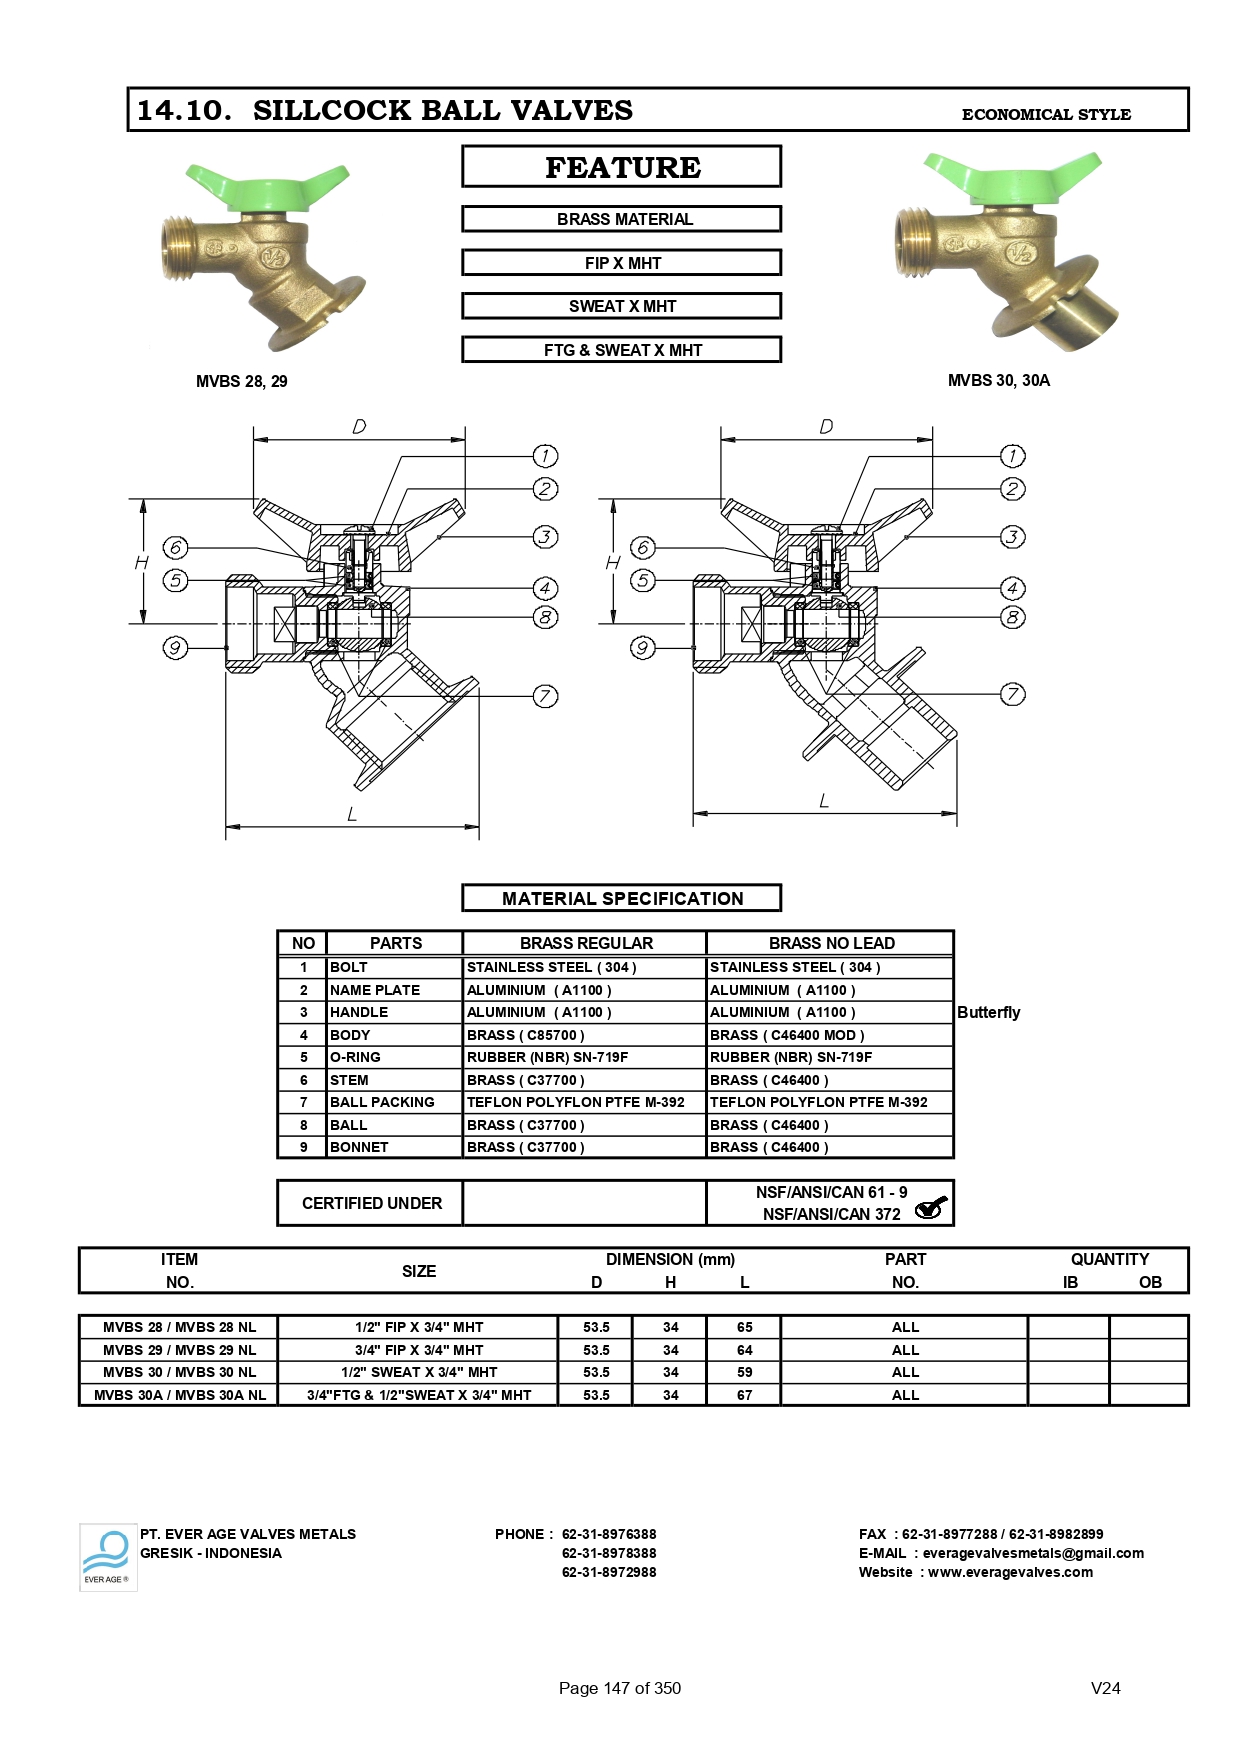 14.10. SILLCOCK BALL VALVES ECONOMICAL STYLE
FEATURE
BRASS MATERIAL
FIP X MHT
SWEAT X MHT
FTG & SWEAT X MHT
1/2
1/2
MVBS 28, 29
MVBS 30, 30A
D
1
2
3
H
6
5
4
8
9
7
L
D
1
2
3
H
6
5
4
8
9
7
L
MATERIAL SPECIFICATION
NO PARTS BRASS REGULAR BRASS NO LEAD
1 BOLT STAINLESS STEEL ( 304 ) STAINLESS STEEL ( 304 )
2 NAME PLATE ALUMINIUM ( A1100 ) ALUMINIUM ( A1100 )
3 HANDLE ALUMINIUM ( A1100 ) ALUMINIUM ( A1100 ) Butterfly
4 BODY BRASS ( C85700 ) BRASS ( C46400 MOD )
5 O-RING RUBBER (NBR) SN-719F RUBBER (NBR) SN-719F
6 STEM BRASS ( C37700 ) BRASS ( C46400 )
7 BALL PACKING TEFLON POLYFLON PTFE M-392 TEFLON POLYFLON PTFE M-392
8 BALL BRASS ( C37700 ) BRASS ( C46400 )
9 BONNET BRASS ( C37700 ) BRASS ( C46400 )
CERTIFIED UNDER
NSF/ANSI/CAN 61 - 9
NSF/ANSI/CAN 372
ITEM DIMENSION (mm) PART QUANTITY
SIZE
NO. D H L NO. IB OB
MVBS 28 / MVBS 28 NL 1/2" FIP X 3/4" MHT 53.5 34 65 ALL
MVBS 29 / MVBS 29 NL 3/4" FIP X 3/4" MHT 53.5 34 64 ALL
MVBS 30 / MVBS 30 NL 1/2" SWEAT X 3/4" MHT 53.5 34 59 ALL
MVBS 30A / MVBS 30A NL 3/4"FTG & 1/2"SWEAT X 3/4" MHT 53.5 34 67 ALL
PT. EVER AGE VALVES METALS PHONE : 62-31-8976388 FAX : 62-31-8977288 / 62-31-8982899
GRESIK - INDONESIA 62-31-8978388 E-MAIL : everagevalvesmetals@gmail.com
62-31-8972988 Website : www.everagevalves.com
EVER AGE ®
Page 147 of 350 V24